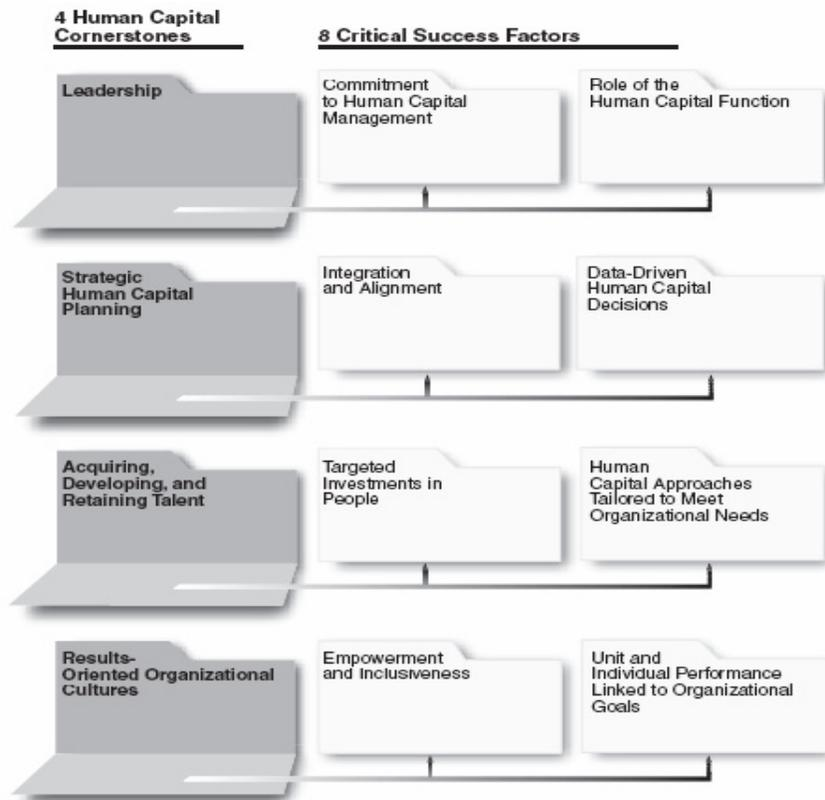 4 Human Capital
Cornerstones
8 Critical Success Factors
Leadership
Commitment
to Human Capital
Management
Role of the
Human Capital Function
Strategic
Human Capital
Planning
Integration
and Alignment
Data-Driven
Human Capital
Decisions
Acquiring,
Developing, and
Retaining Talent
Targeted
Investments in
People
Human
Capital Approaches
Tailored to Meet
Organizational Needs
Results-
Oriented Organizational
Cultures
Empowerment
and Inclusiveness
Unit and
Individual Performance
Linked to Organizational
Goals